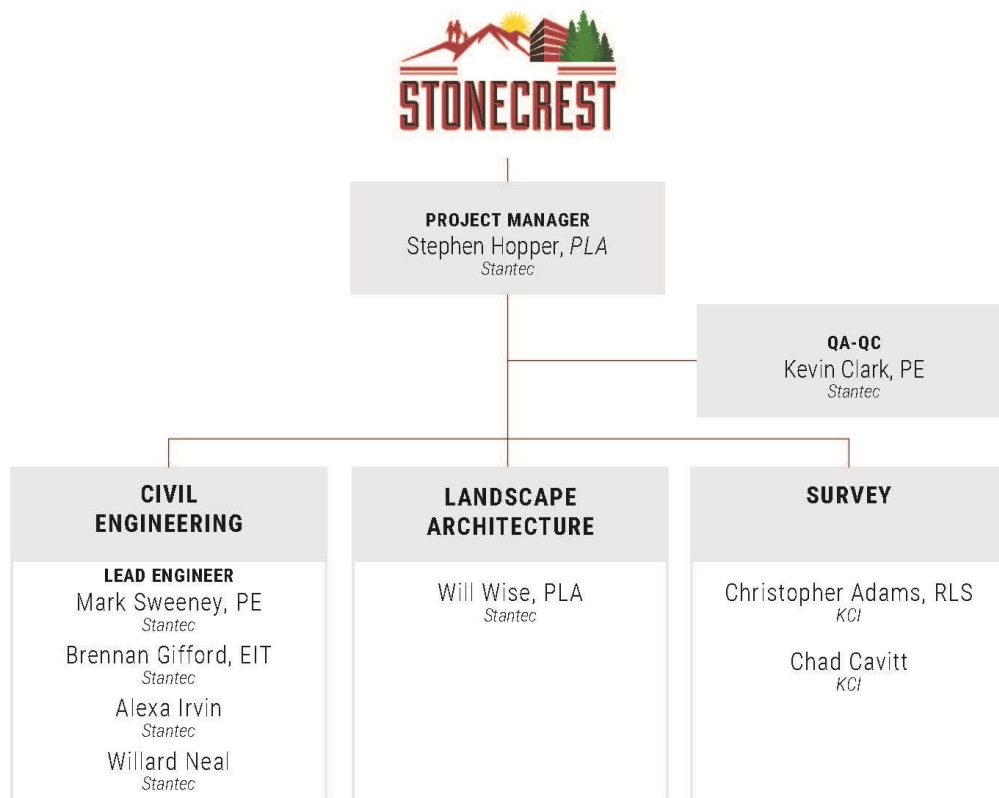 STONECREST
PROJECT MANAGER
Stephen Hopper, PLA
Stantec
QA-QC
Kevin Clark, PE
Stantec
CIVIL
ENGINEERING
LEAD ENGINEER
Mark Sweeney, PE
Stantec
Brennan Gifford, EIT
Stantec
Alexa Irvin
Stantec
Willard Neal
Stantec
LANDSCAPE
ARCHITECTURE
Will Wise, PLA
Stantec
SURVEY
Christopher Adams, RLS
KCI
Chad Cavitt
KCI